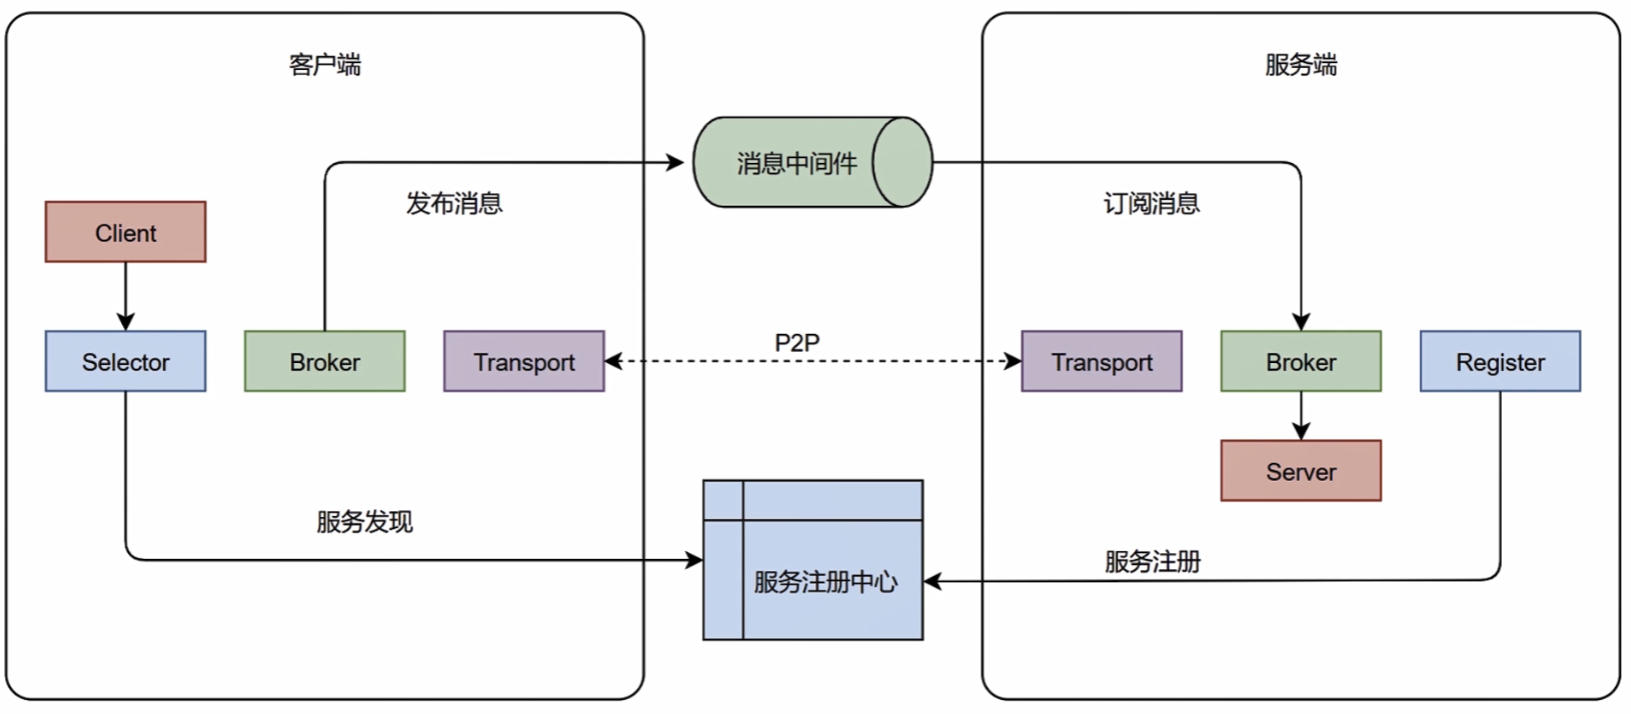 客户端
服务端
消息中间件
发布消息
订阅消息
Client
Selector
Broker
Transport
P2P
Transport
Broker
Register
Server
服务发现
服务注册中心
服务注册